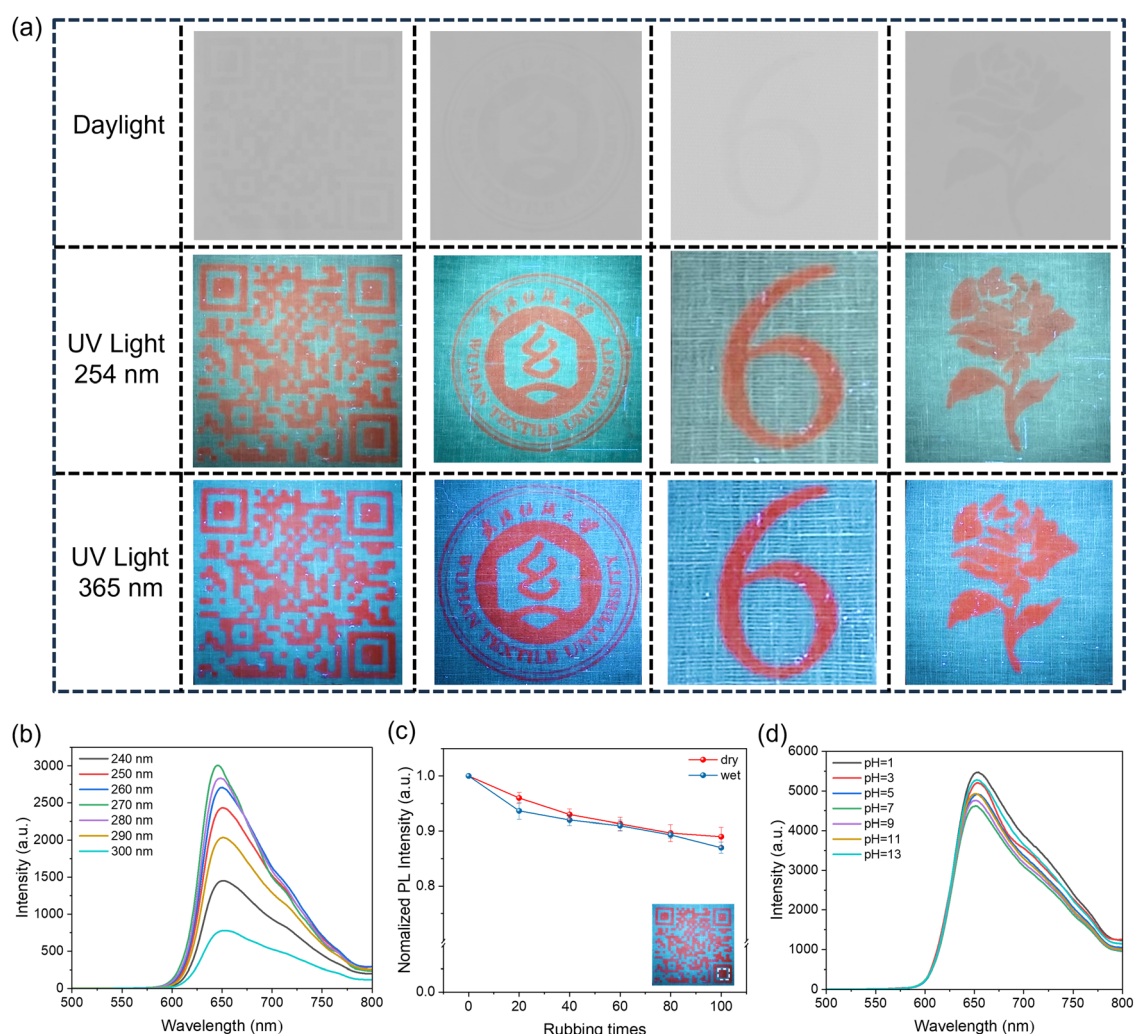 (a)
Daylight
UV Light
254 nm
WUHAN TEXTILE UNIVERSITY
UV Light
365 nm
WUHAN TEXTILE UNIVERSITY
6
6
6
(b)
3000
2500
2000
1500
1000
500
0
Intensity (a.u.)
240 nm
250 nm
260 nm
270 nm
280 nm
290 nm
300 nm
500 550 600 650 700 750 800
Wavelength (nm)
(c)
1.0
0.9
0.8
0.0
Nomalized PL Intensity (a.u.)
dry
wet
0 20 40 60 80 100
Rubbing times
(d)
6000
5000
4000
3000
2000
1000
0
Intensity (a.u.)
pH=1
pH=3
pH=5
pH=7
pH=9
pH=11
pH=13
500 550 600 650 700 750 800
Wavelength (nm)